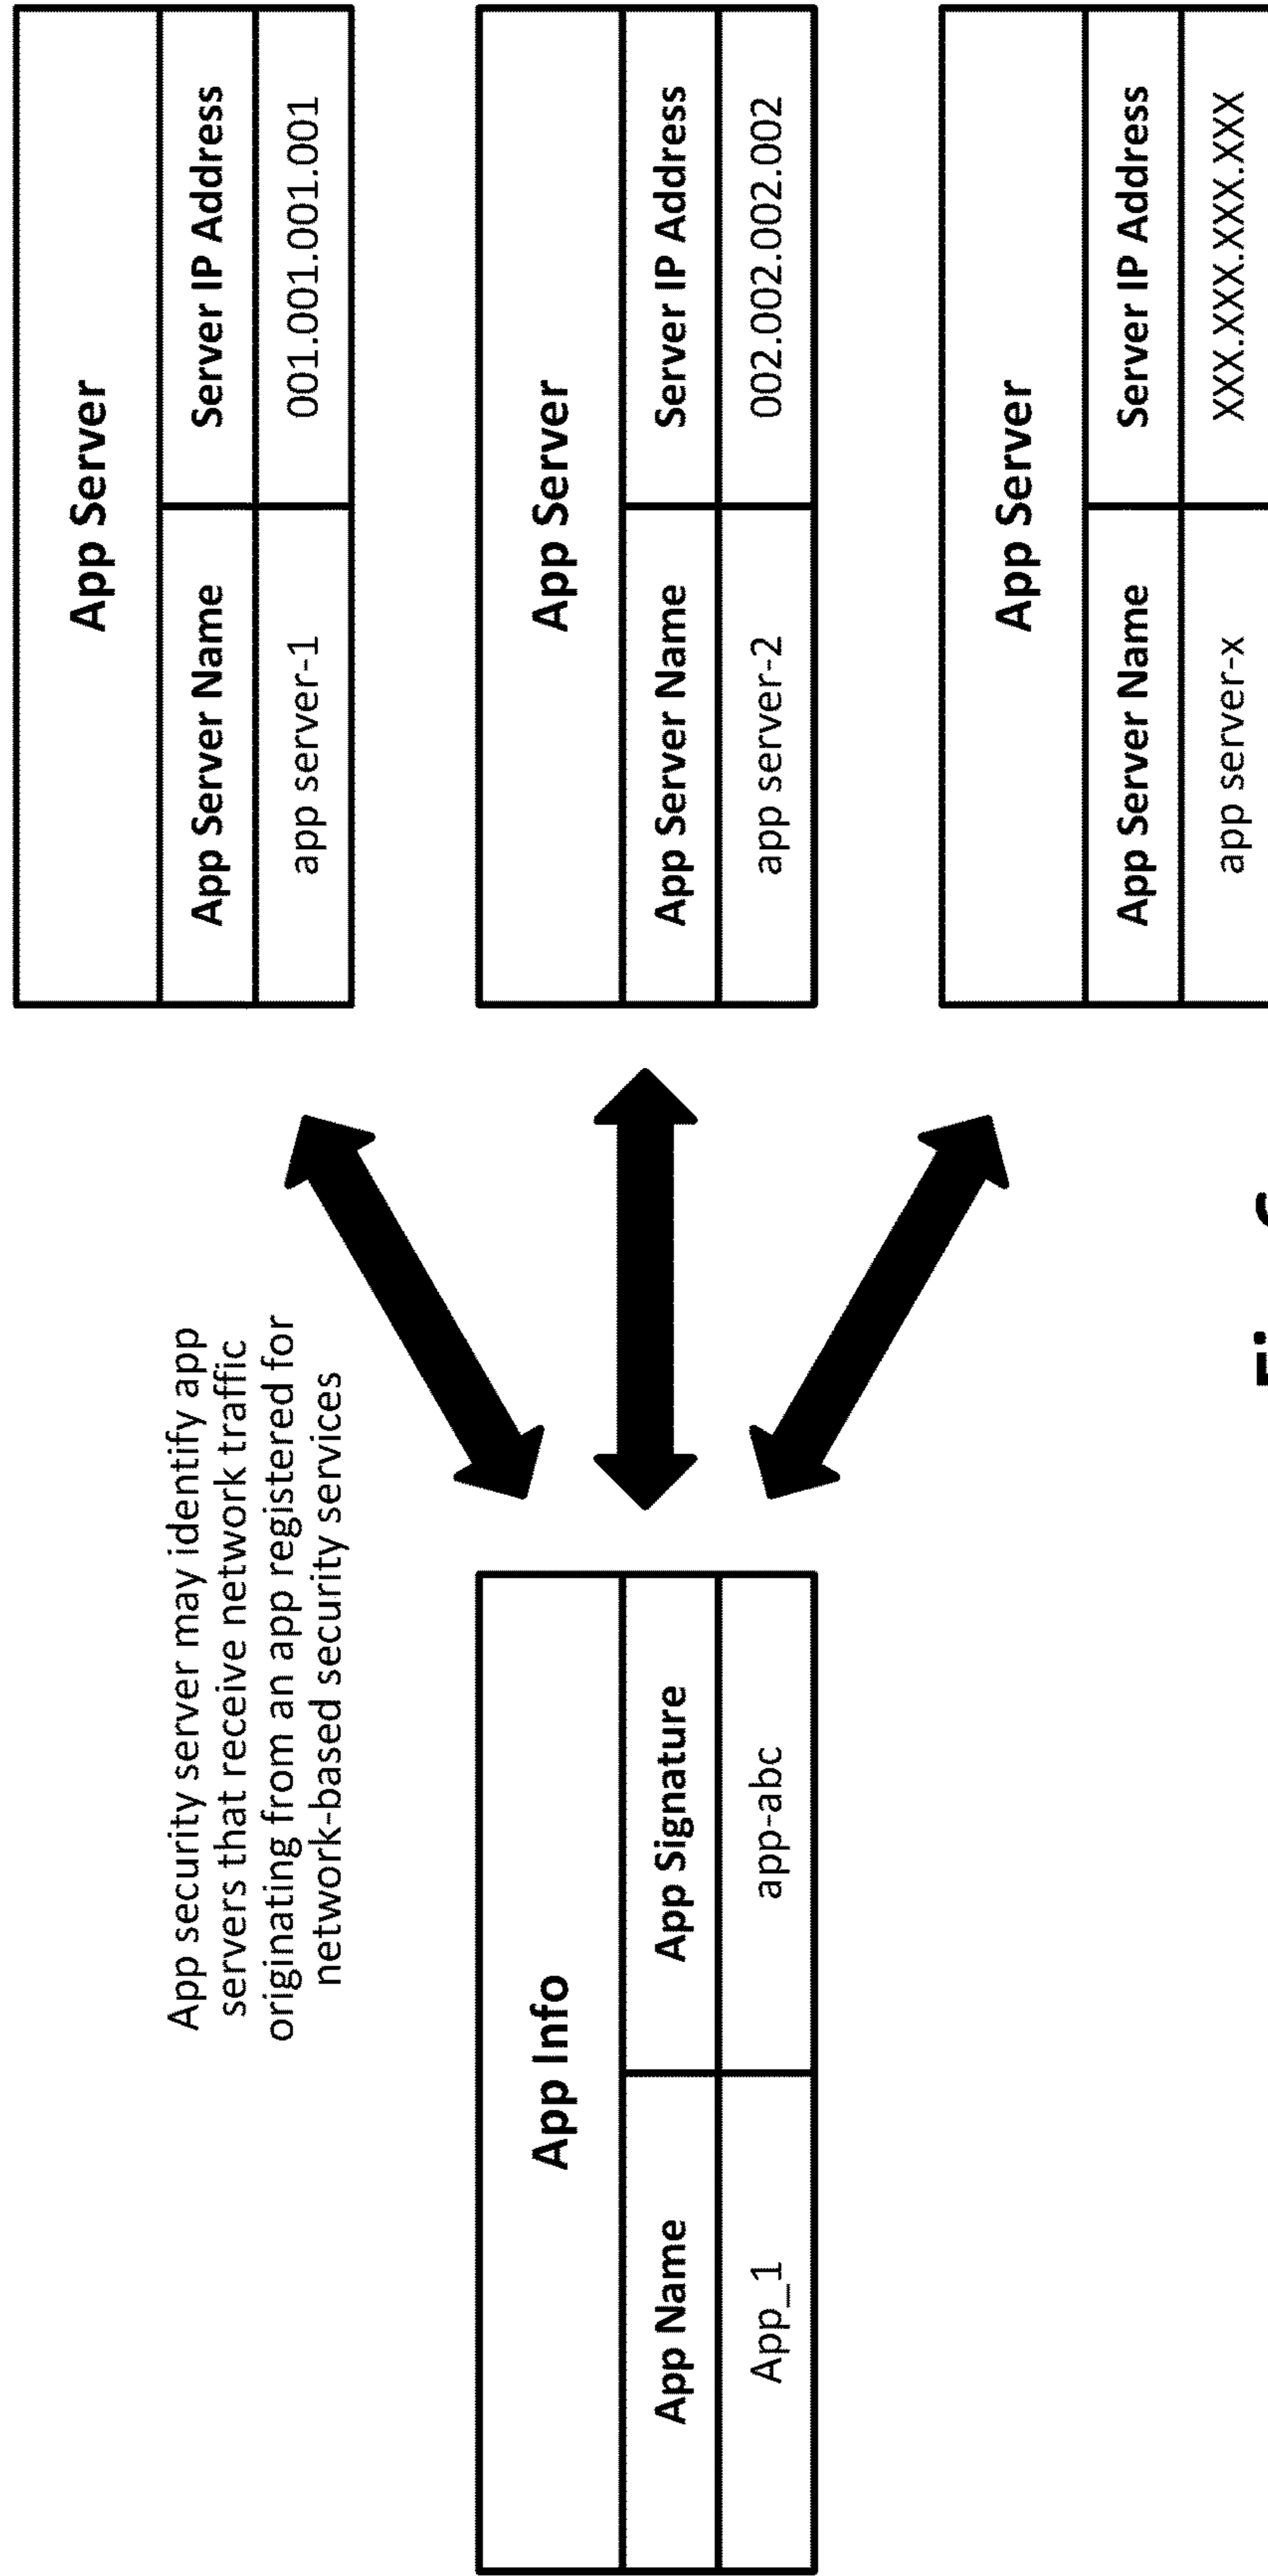 App security server may identify app
servers that receive network traffic
originating from an app registered for
network-based security services
App Info
App Name App Signature
App_1 app-abc
App Server
App Server Name Server IP Address
app server-1 001.001.001.001
App Server
App Server Name Server IP Address
app server-2 002.002.002.002
App Server
App Server Name Server IP Address
app server-x XXX.XXX.XXX.XXX